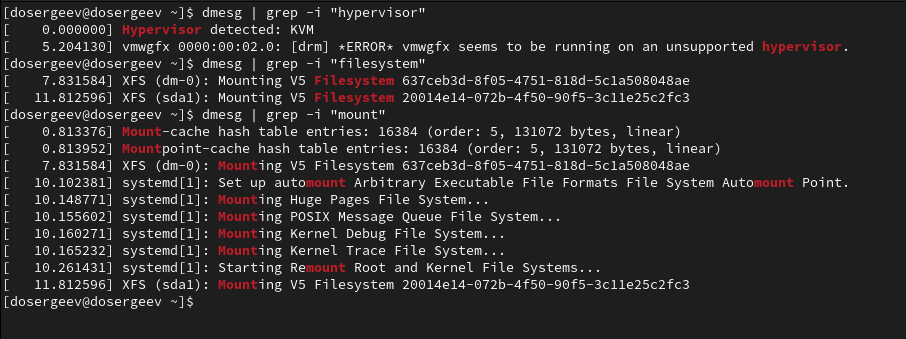 [dosergeev@dosergeev ~]$ dmesg | grep -i "hypervisor"
[    0.000000] Hypervisor detected: KVM
[    5.204130] vmwgfx 0000:00:02.0: [drm] *ERROR* vmwgfx seems to be running on an unsupported hypervisor.
[dosergeev@dosergeev ~]$ dmesg | grep -i "filesystem"
[    7.831584] XFS (dm-0): Mounting V5 Filesystem 637ceb3d-8f05-4751-818d-5c1a508048ae
[   11.812596] XFS (sda1): Mounting V5 Filesystem 20014e14-072b-4f50-90f5-3c11e25c2fc3
[dosergeev@dosergeev ~]$ dmesg | grep -i "mount"
[    0.813376] Mount-cache hash table entries: 16384 (order: 5, 131072 bytes, linear)
[    0.813952] Mountpoint-cache hash table entries: 16384 (order: 5, 131072 bytes, linear)
[    7.831584] XFS (dm-0): Mounting V5 Filesystem 637ceb3d-8f05-4751-818d-5c1a508048ae
[   10.102381] systemd[1]: Set up automount Arbitrary Executable File Formats File System Automount Point.
[   10.148771] systemd[1]: Mounting Huge Pages File System...
[   10.155602] systemd[1]: Mounting POSIX Message Queue File System...
[   10.160271] systemd[1]: Mounting Kernel Debug File System...
[   10.165232] systemd[1]: Mounting Kernel Trace File System...
[   10.261431] systemd[1]: Starting Remount Root and Kernel File Systems...
[   11.812596] XFS (sda1): Mounting V5 Filesystem 20014e14-072b-4f50-90f5-3c11e25c2fc3
[dosergeev@dosergeev ~]$